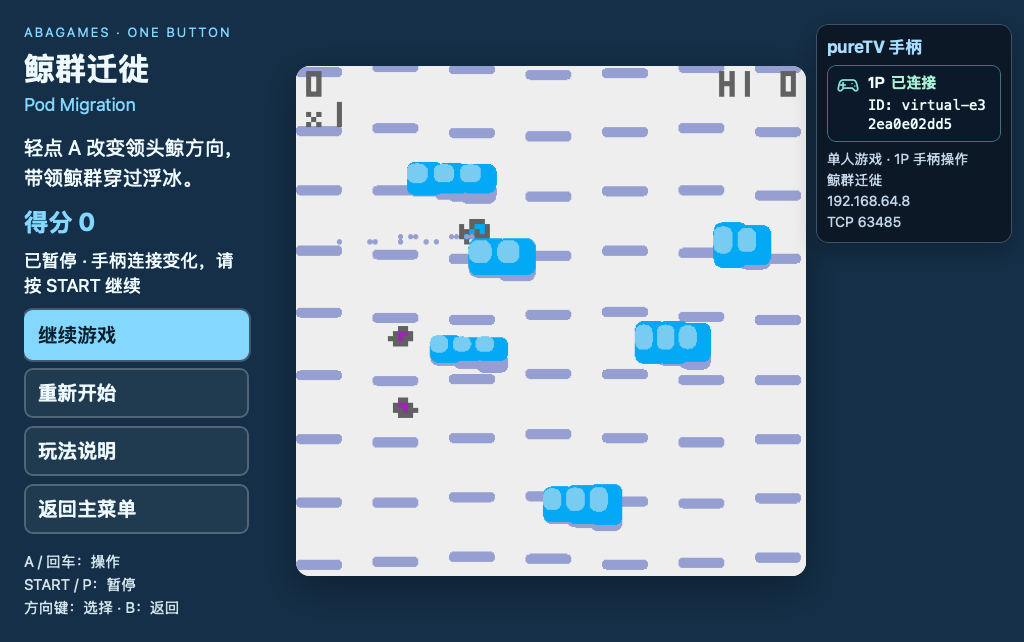 ABAGAMES · ONE BUTTON
鲸群迁徙
Pod Migration
轻点 A 改变领头鲸方向，
带领鲸群穿过浮冰。
得分 0
已暂停 · 手柄连接变化，请
按 START 继续
继续游戏
重新开始
玩法说明
返回主菜单
A / 回车：操作
START / P：暂停
方向键：选择 · B：返回
0
HI 0
x1
pureTV 手柄
1P 已连接
ID: virtual-e3
2ea0e02dd5
单人游戏 · 1P 手柄操作
鲸群迁徙
192.168.64.8
TCP 63485